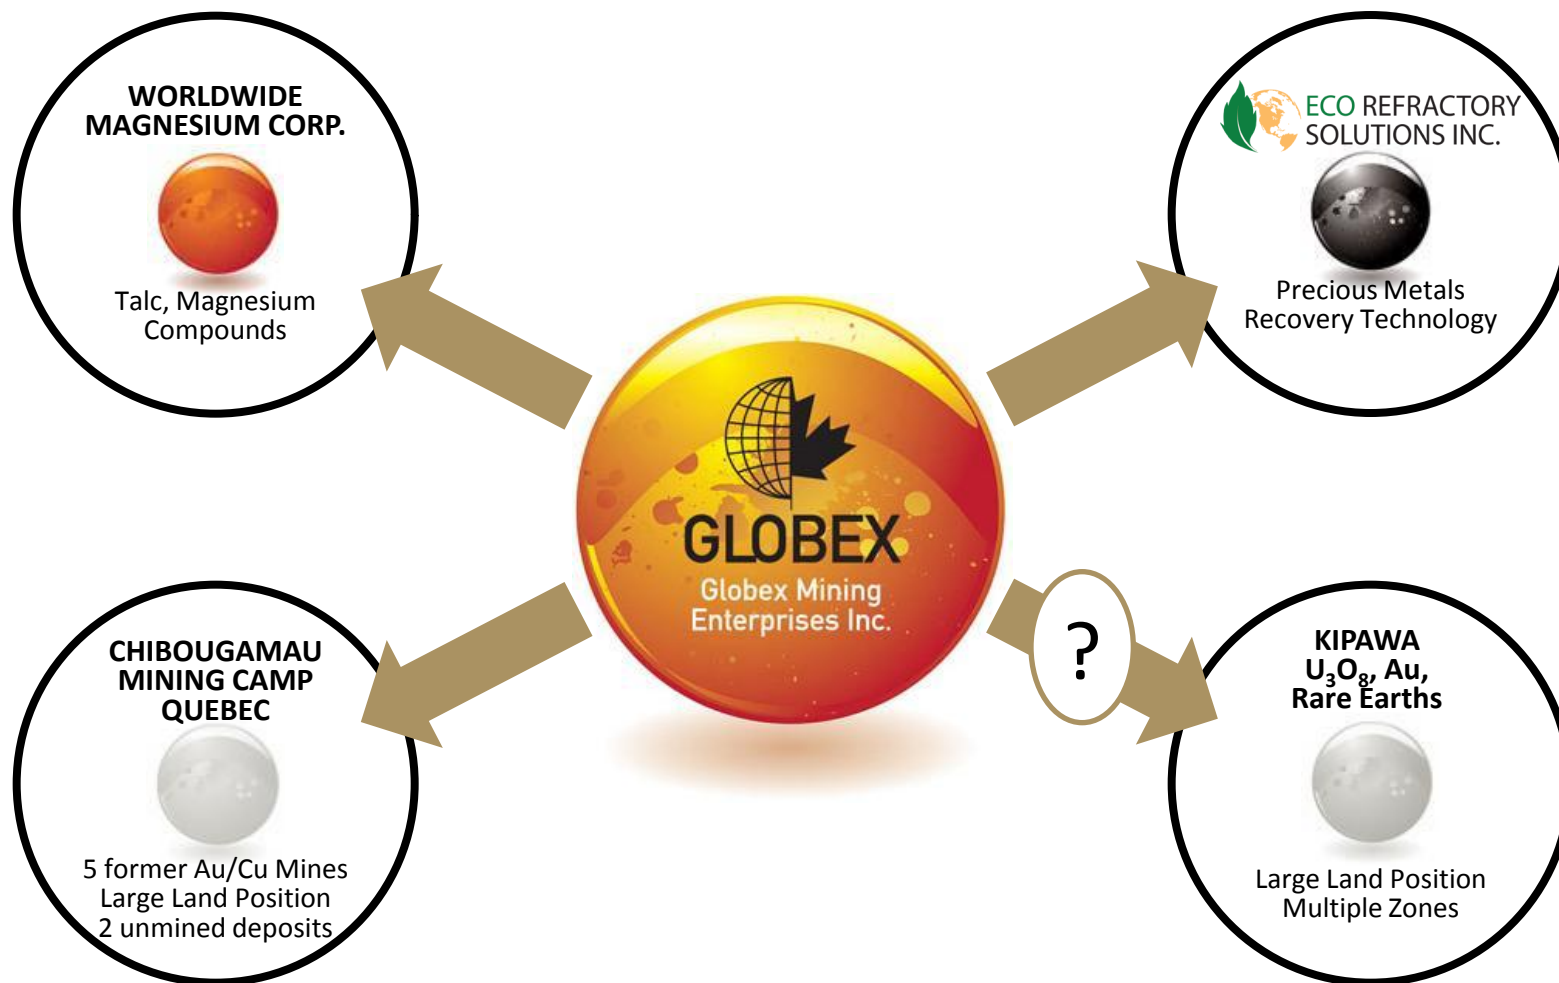 WORLDWIDE
MAGNESIUM CORP.
Talc, Magnesium
Compounds
ECO REFRACTORY
SOLUTIONS INC.
Precious Metals
Recovery Technology
GLOBEX
Globex Mining
Enterprises Inc.
CHIBOUGAMAU
MINING CAMP
QUEBEC
5 former Au/Cu Mines
Large Land Position
2 unmined deposits
?
KIPAWA
U₃O₈, Au,
Rare Earths
Large Land Position
Multiple Zones